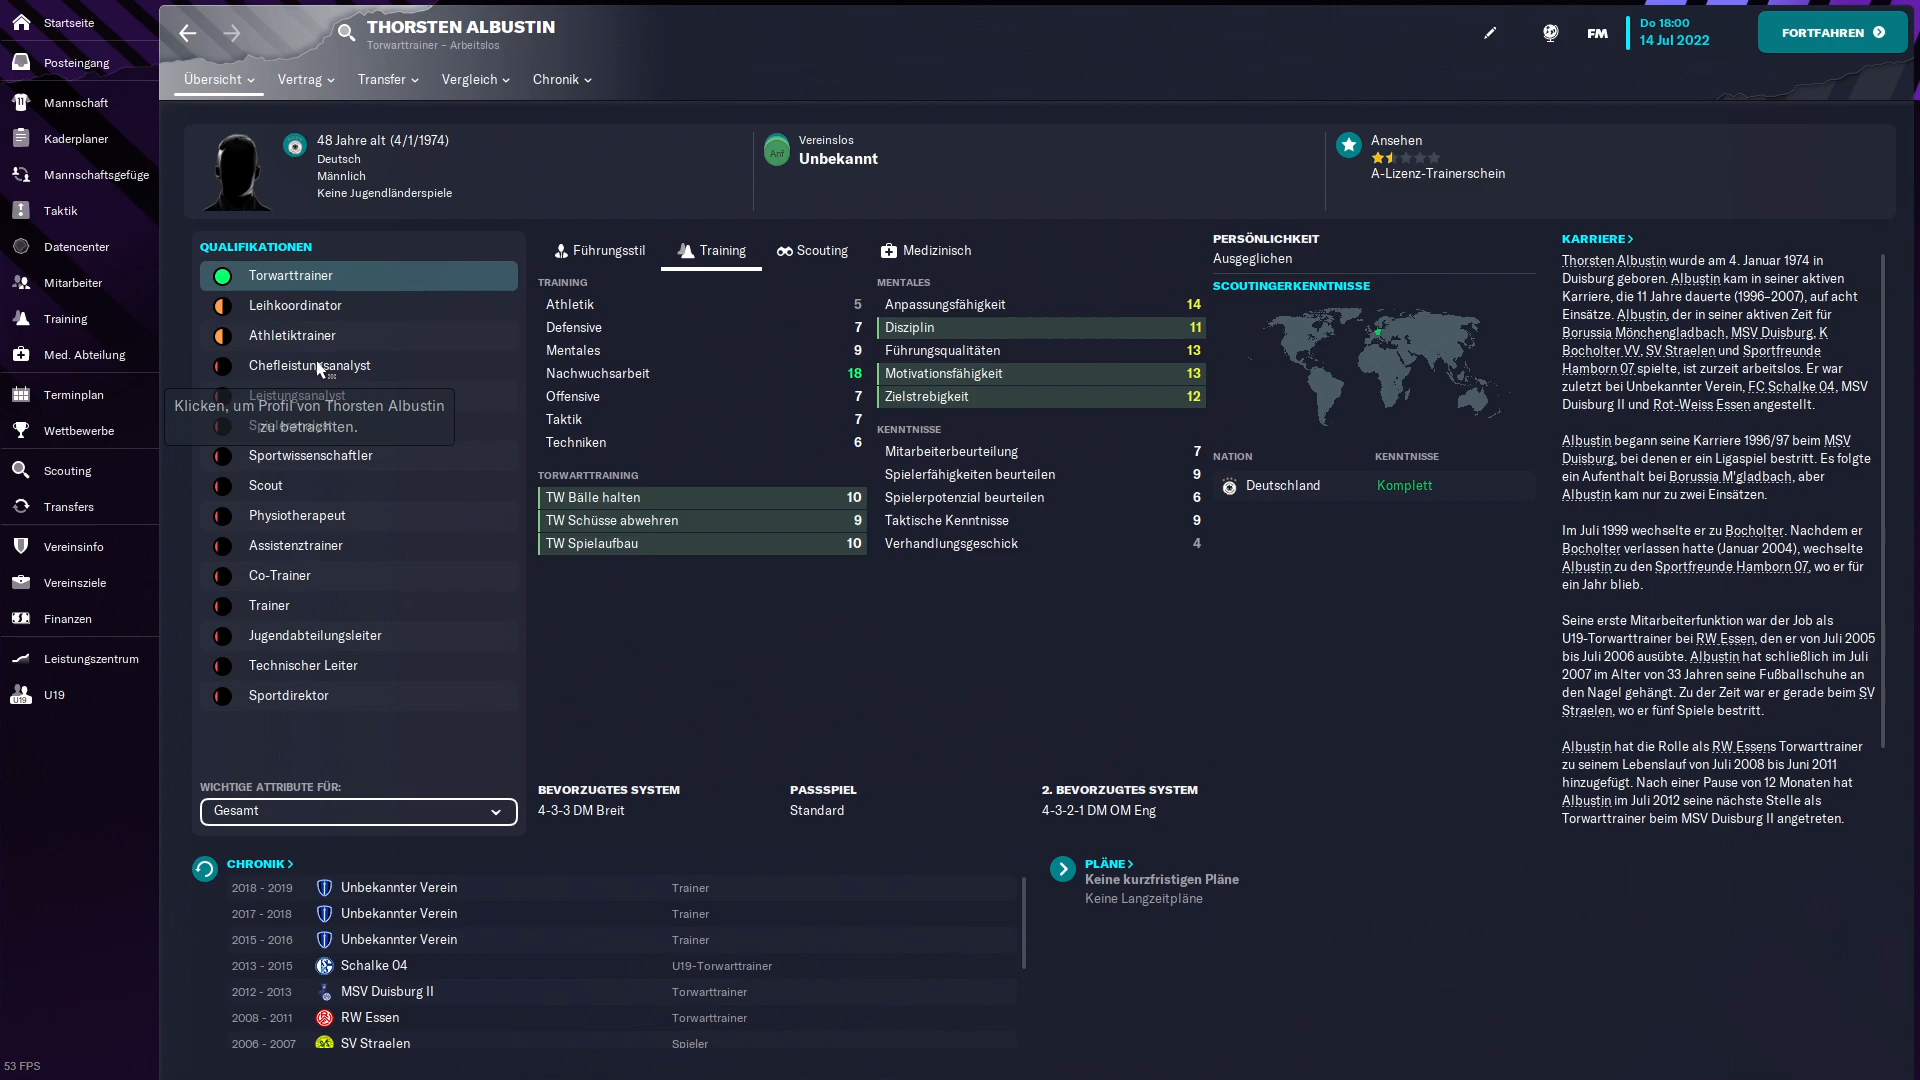 Startseite
Posteingang
Mannschaft
Kaderplaner
Mannschaftsgefüge
Taktik
Datencenter
Mitarbeiter
Training
Med. Abteilung
Terminplan
Wettbewerbe
Scouting
Transfers
Vereinsinfo
Vereinsziele
Finanzen
Leistungszentrum
U19
53 FPS
THORSTEN ALBUSTIN
Torwarttrainer – Arbeitslos
FM
Do 18:00
14 Jul 2022
FORTFAHREN
Übersicht
Vertrag
Transfer
Vergleich
Chronik
48 Jahre alt (4/1/1974)
Deutsch
Männlich
Keine Jugendländerspiele
Anf
Vereinslos
Unbekannt
Ansehen
A-Lizenz-Trainerschein
QUALIFIKATIONEN
Torwarttrainer
Leihkoordinator
Athletiktrainer
Chefleistungsanalyst
Leistungsanalyst
Klicken, um Profil von Thorsten Albustin
zu betrachten.
Sportwissenschaftler
Scout
Physiotherapeut
Assistenztrainer
Co-Trainer
Trainer
Jugendabteilungsleiter
Technischer Leiter
Sportdirektor
WICHTIGE ATTRIBUTE FÜR:
Gesamt
Führungsstil
Training
Scouting
Medizinisch
TRAINING
Athletik 5
Defensive 7
Mentales 9
Nachwuchsarbeit 18
Offensive 7
Taktik 7
Techniken 6
TORWARTTRAINING
TW Bälle halten 10
TW Schüsse abwehren 9
TW Spielaufbau 10
MENTALES
Anpassungsfähigkeit 14
Disziplin 11
Führungsqualitäten 13
Motivationsfähigkeit 13
Zielstrebigkeit 12
KENNTNISSE
Mitarbeiterbeurteilung 7
Spielerfähigkeiten beurteilen 9
Spielerpotenzial beurteilen 6
Taktische Kenntnisse 9
Verhandlungsgeschick 4
PERSÖNLICHKEIT
Ausgeglichen
SCOUTINGERKENNTNISSE
NATION KENNTNISSE
Deutschland Komplett
KARRIERE
Thorsten Albustin wurde am 4. Januar 1974 in
Duisburg geboren. Albustin kam in seiner aktiven
Karriere, die 11 Jahre dauerte (1996–2007), auf acht
Einsätze. Albustin, der in seiner aktiven Zeit für
Borussia Mönchengladbach, MSV Duisburg, K
Bocholter VV, SV Straelen und Sportfreunde
Hamborn 07 spielte, ist zurzeit arbeitslos. Er war
zuletzt bei Unbekannter Verein, FC Schalke 04, MSV
Duisburg II und Rot-Weiss Essen angestellt.
Albustin begann seine Karriere 1996/97 beim MSV
Duisburg, bei denen er ein Ligaspiel bestritt. Es folgte
ein Aufenthalt bei Borussia M'gladbach, aber
Albustin kam nur zu zwei Einsätzen.
Im Juli 1999 wechselte er zu Bocholter. Nachdem er
Bocholter verlassen hatte (Januar 2004), wechselte
Albustin zu den Sportfreunde Hamborn 07, wo er für
ein Jahr blieb.
Seine erste Mitarbeiterfunktion war der Job als
U19-Torwarttrainer bei RW Essen, den er von Juli 2005
bis Juli 2006 ausübte. Albustin hat schließlich im Juli
2007 im Alter von 33 Jahren seine Fußballschuhe an
den Nagel gehängt. Zu der Zeit war er gerade beim SV
Straelen, wo er fünf Spiele bestritt.
Albustin hat die Rolle als RW Essens Torwarttrainer
zu seinem Lebenslauf von Juli 2008 bis Juni 2011
hinzugefügt. Nach einer Pause von 12 Monaten hat
Albustin im Juli 2012 seine nächste Stelle als
Torwarttrainer beim MSV Duisburg II angetreten.
BEVORZUGTES SYSTEM
4-3-3 DM Breit
PASSSPIEL
Standard
2. BEVORZUGTES SYSTEM
4-3-2-1 DM OM Eng
CHRONIK
2018 - 2019 Unbekannter Verein Trainer
2017 - 2018 Unbekannter Verein Trainer
2015 - 2016 Unbekannter Verein Trainer
2013 - 2015 Schalke 04 U19-Torwarttrainer
2012 - 2013 MSV Duisburg II Torwarttrainer
2008 - 2011 RW Essen Torwarttrainer
2006 - 2007 SV Straelen Spieler
PLÄNE
Keine kurzfristigen Pläne
Keine Langzeitpläne